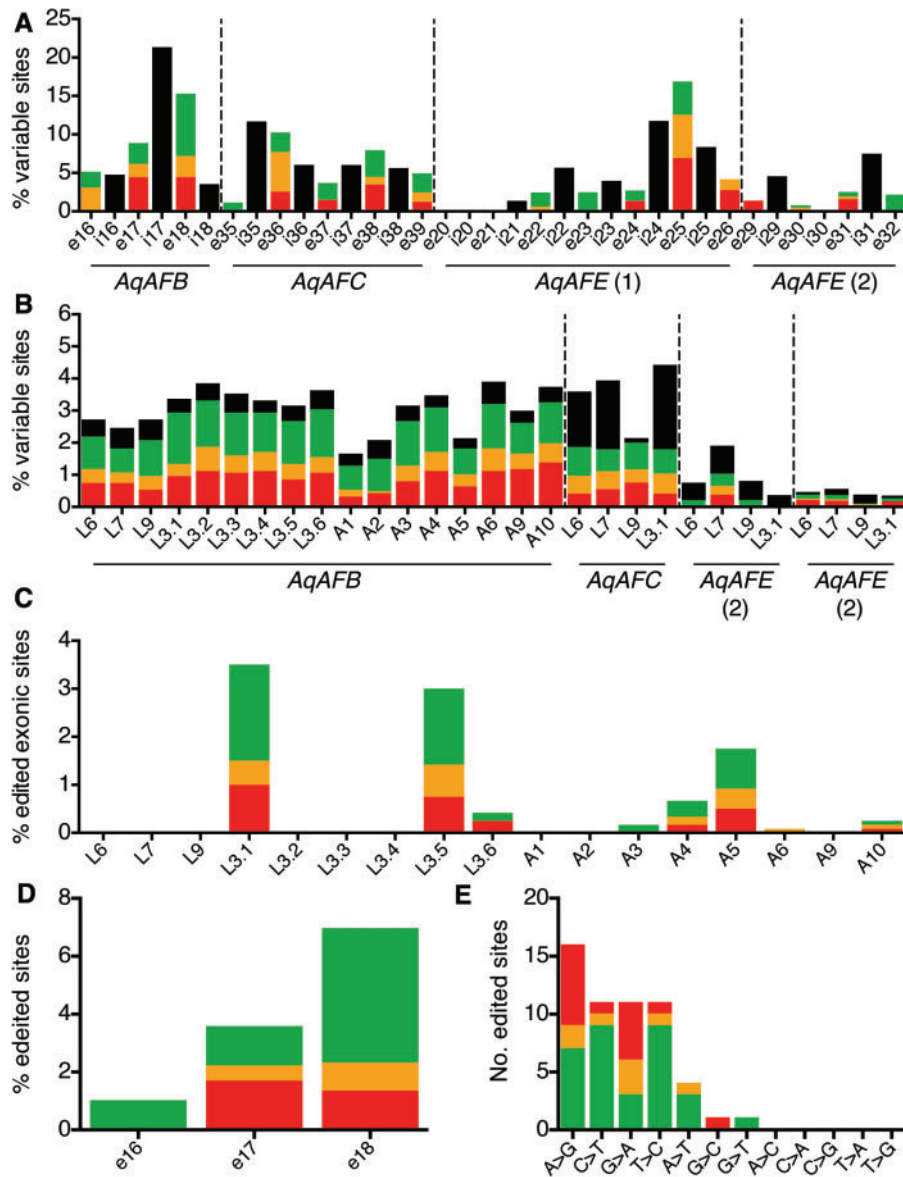 A
% variable sites
25
20
15
10
5
0
e16 i16 e17 i17 e18 i18 e35 i35 e36 i36 e37 i37 e38 i38 e39 e20 i20 e21 i21 e22 i22 e23 i23 e24 i24 e25 i25 e26 e29 i29 e30 i30 e31 i31 e32
AqAFB AqAFC AqAFE (1) AqAFE (2)
B
% variable sites
6
5
4
3
2
1
0
L6 L7 L9 L3.1 L3.2 L3.3 L3.4 L3.5 L3.6 A1 A2 A3 A4 A5 A6 A9 A10 L6 L7 L9 L3.1 L6 L7 L9 L3.1 L6 L7 L9 L3.1
AqAFB AqAFC AqAFE AqAFE
(2) (2)
C
% edited exonic sites
4
3
2
1
0
L6 L7 L9 L3.1 L3.2 L3.3 L3.4 L3.5 L3.6 A1 A2 A3 A4 A5 A6 A9 A10
D
% edeited sites
8
6
4
2
0
e16 e17 e18
E
No. edited sites
20
15
10
5
0
A>G C>T G>A T>C A>T G>C G>T A>C C>A C>G T>A T>G